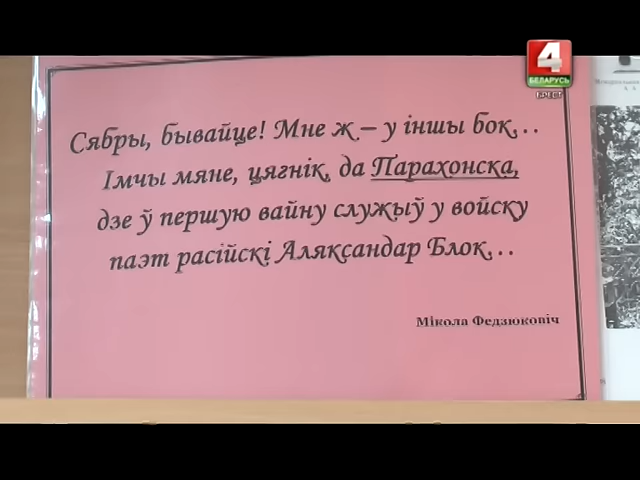 4
БЕЛАРУСЬ
БРЕСТ
Сябры, бывайце! Мне ж – у іншы бок...
Імчы мяне, цягнік, да Парахонска,
дзе ў першую вайну служыў у войску
паэт расійскі Аляксандар Блок...
Мікола Федзюковіч